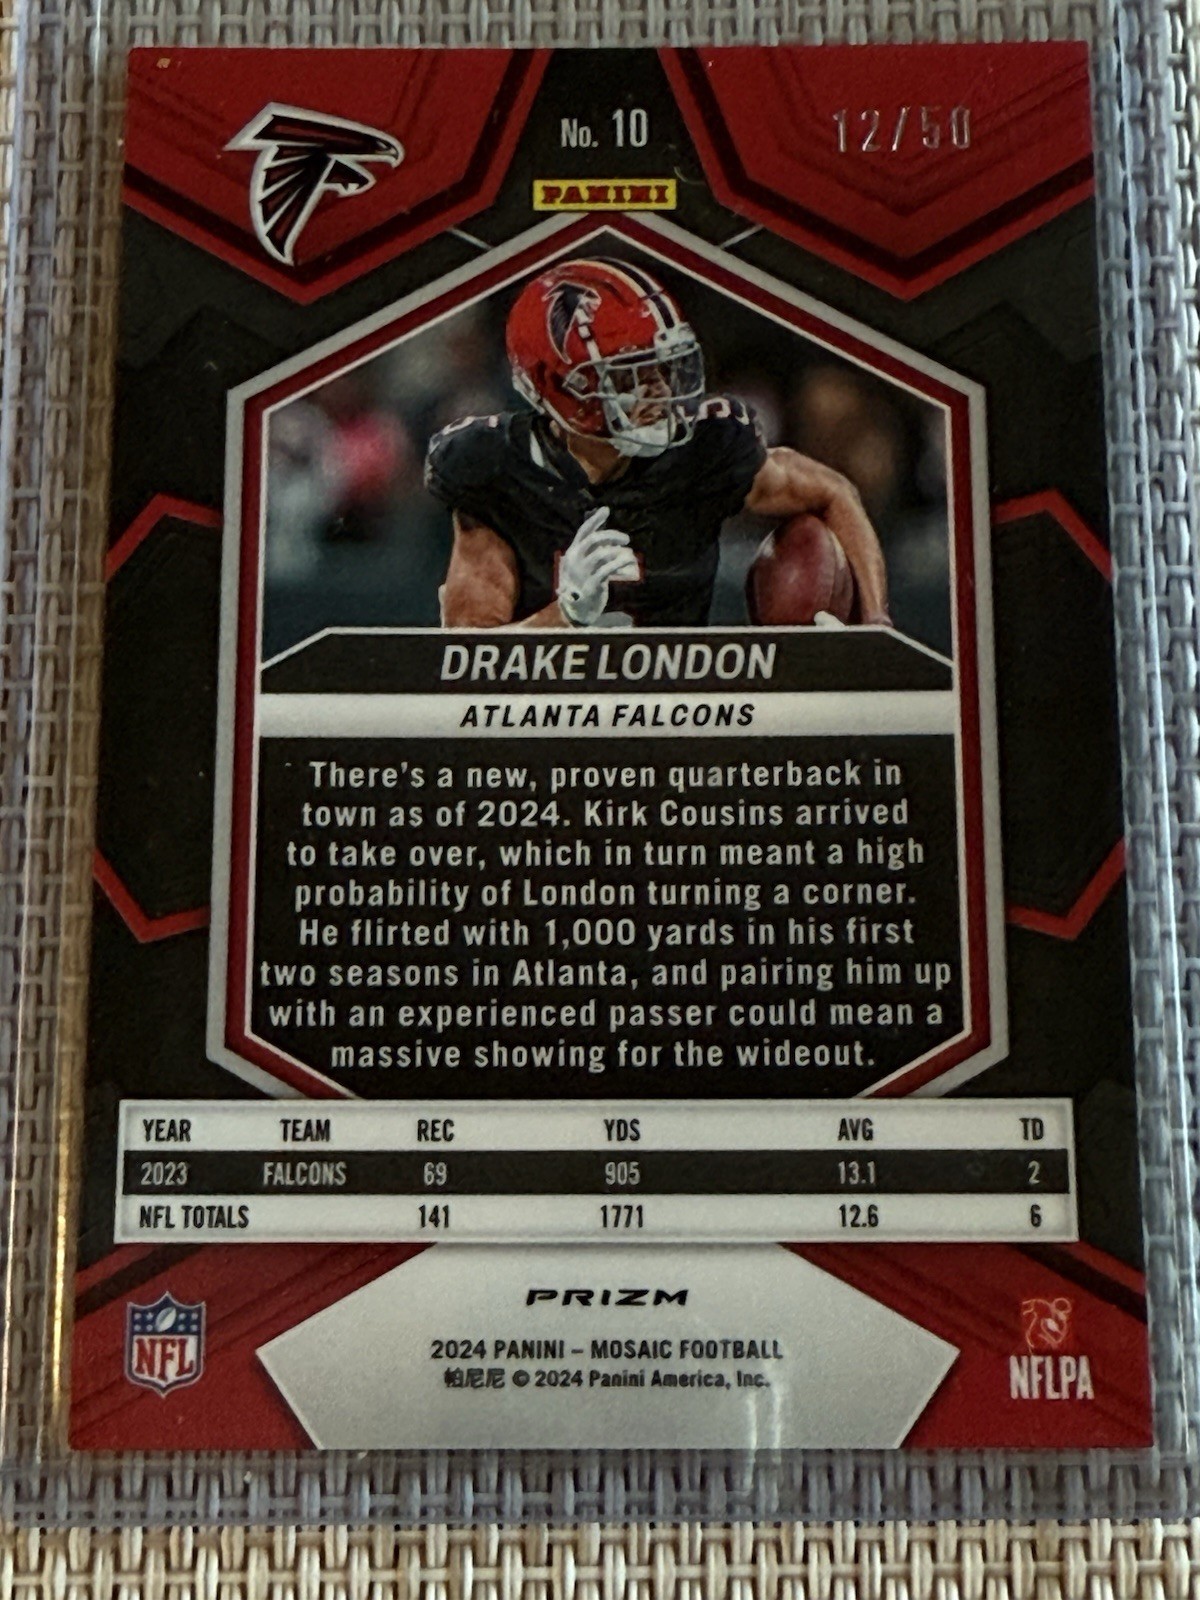 No. 10
12/50
PANINI
5
5
DRAKE LONDON
ATLANTA FALCONS
There's a new, proven quarterback in
town as of 2024. Kirk Cousins arrived
to take over, which in turn meant a high
probability of London turning a corner.
He flirted with 1,000 yards in his first
two seasons in Atlanta, and pairing him up
with an experienced passer could mean a
massive showing for the wideout.
YEAR TEAM REC YDS AVG TD
2023 FALCONS 69 905 13.1 2
NFL TOTALS 141 1771 12.6 6
PRIZM
NFL
2024 PANINI – MOSAIC FOOTBALL
帕尼尼 © 2024 Panini America, Inc.
NFLPA